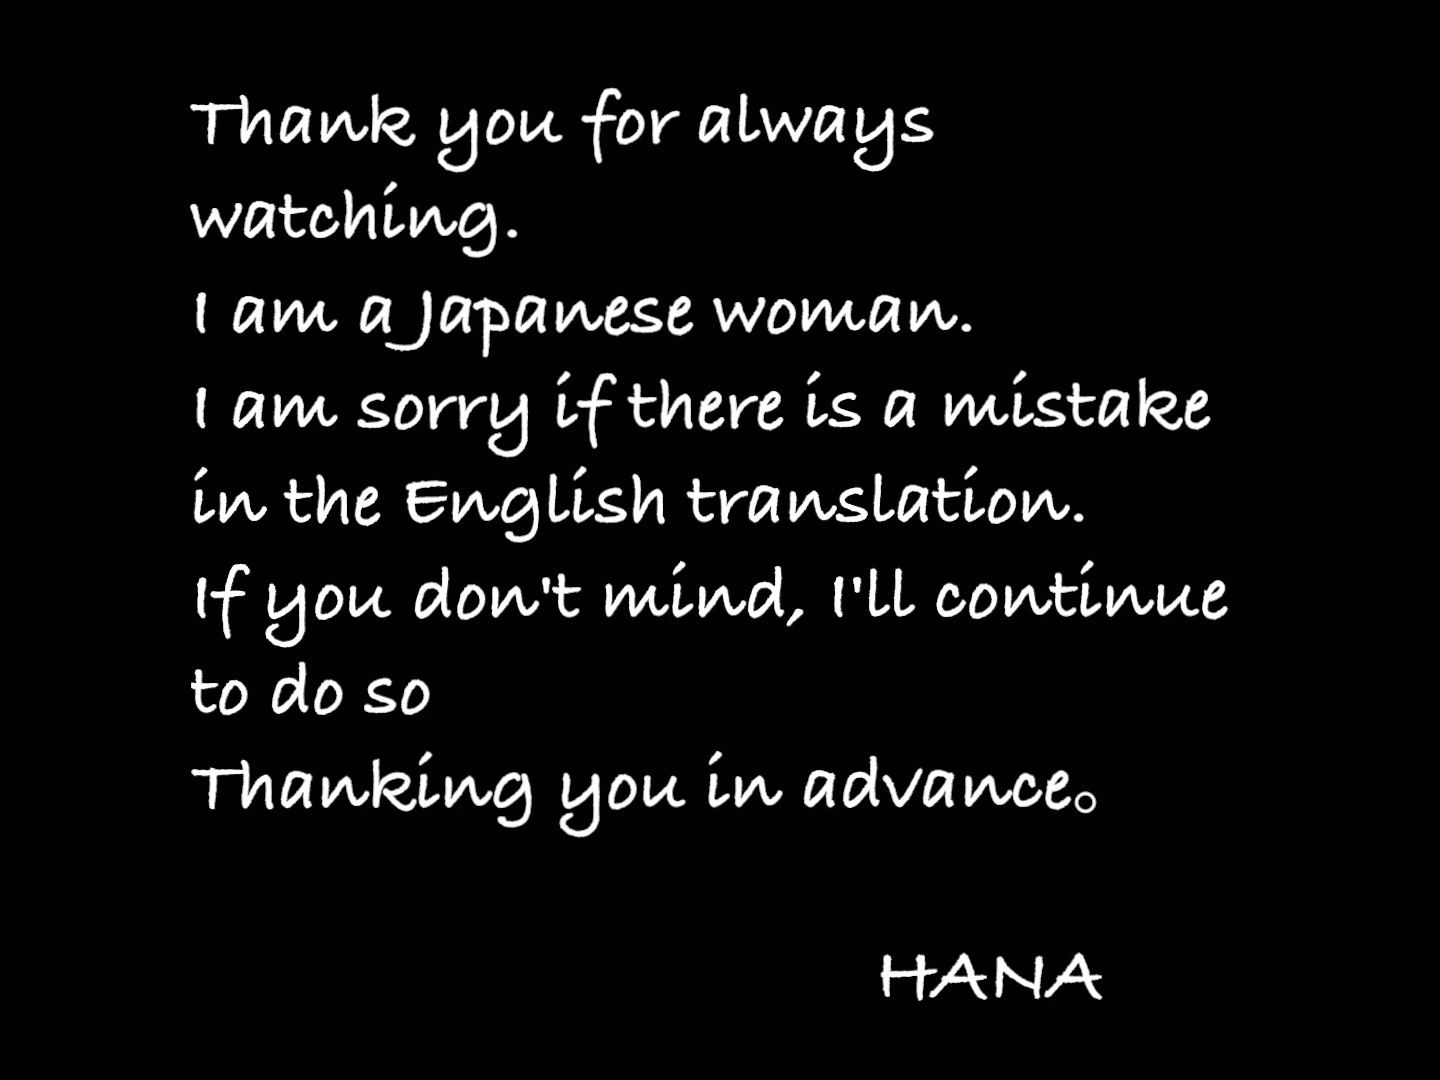 Thank you for always
watching.
I am a Japanese woman.
I am sorry if there is a mistake
in the English translation.
If you don't mind, I'll continue
to do so
Thanking you in advance。
HANA